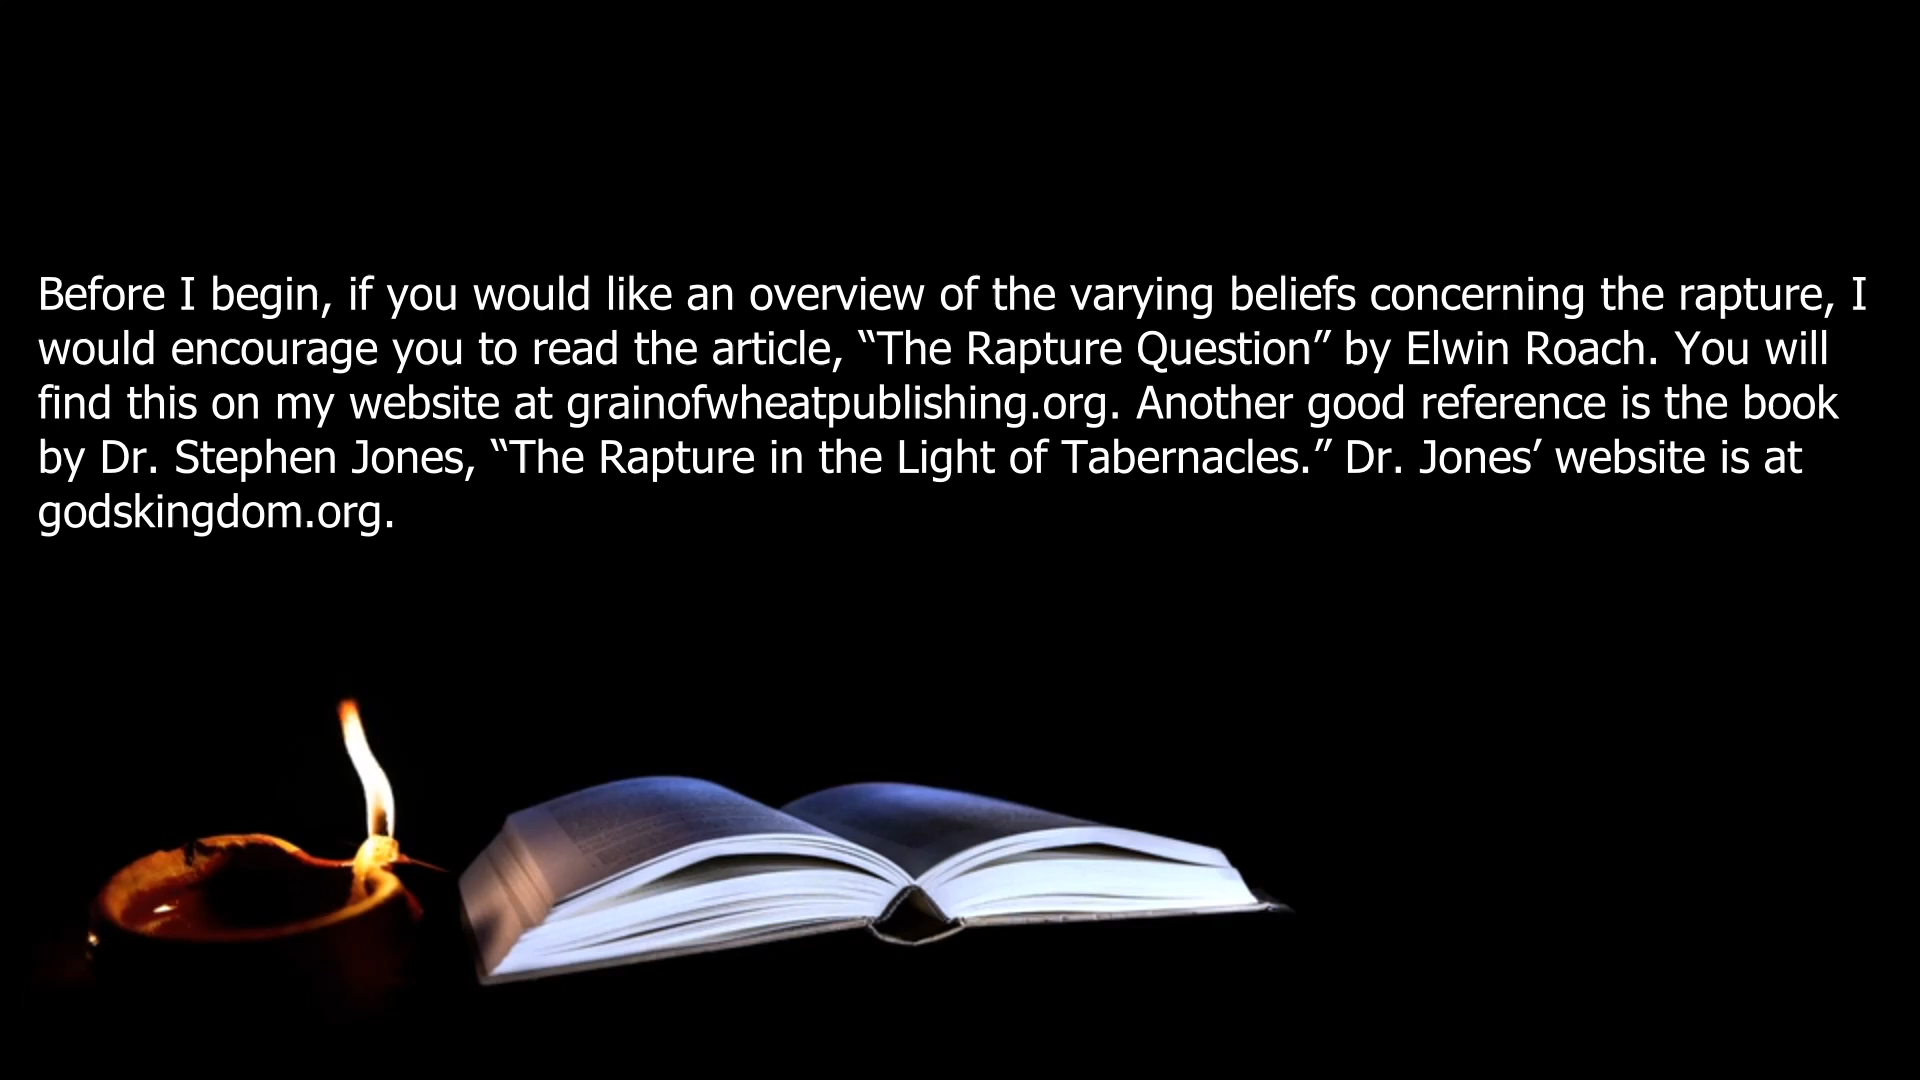 Before I begin, if you would like an overview of the varying beliefs concerning the rapture, I
would encourage you to read the article, “The Rapture Question” by Elwin Roach. You will
find this on my website at grainofwheatpublishing.org. Another good reference is the book
by Dr. Stephen Jones, “The Rapture in the Light of Tabernacles.” Dr. Jones’ website is at
godskingdom.org.